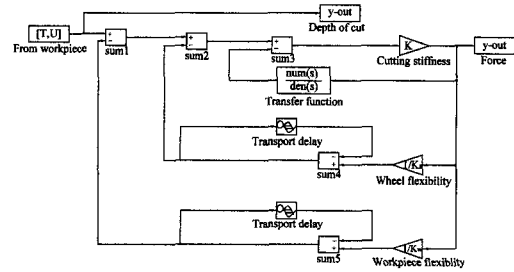 [T,U]
From workpiece
sum1
sum2
sum3
y-out
Depth of cut
K
Cutting stiffness
y-out
Force
num(s)
den(s)
Transfer function
Transport delay
sum4
1/K
Wheel flexibility
Transport delay
sum5
1/K
Workpiece flexiblity